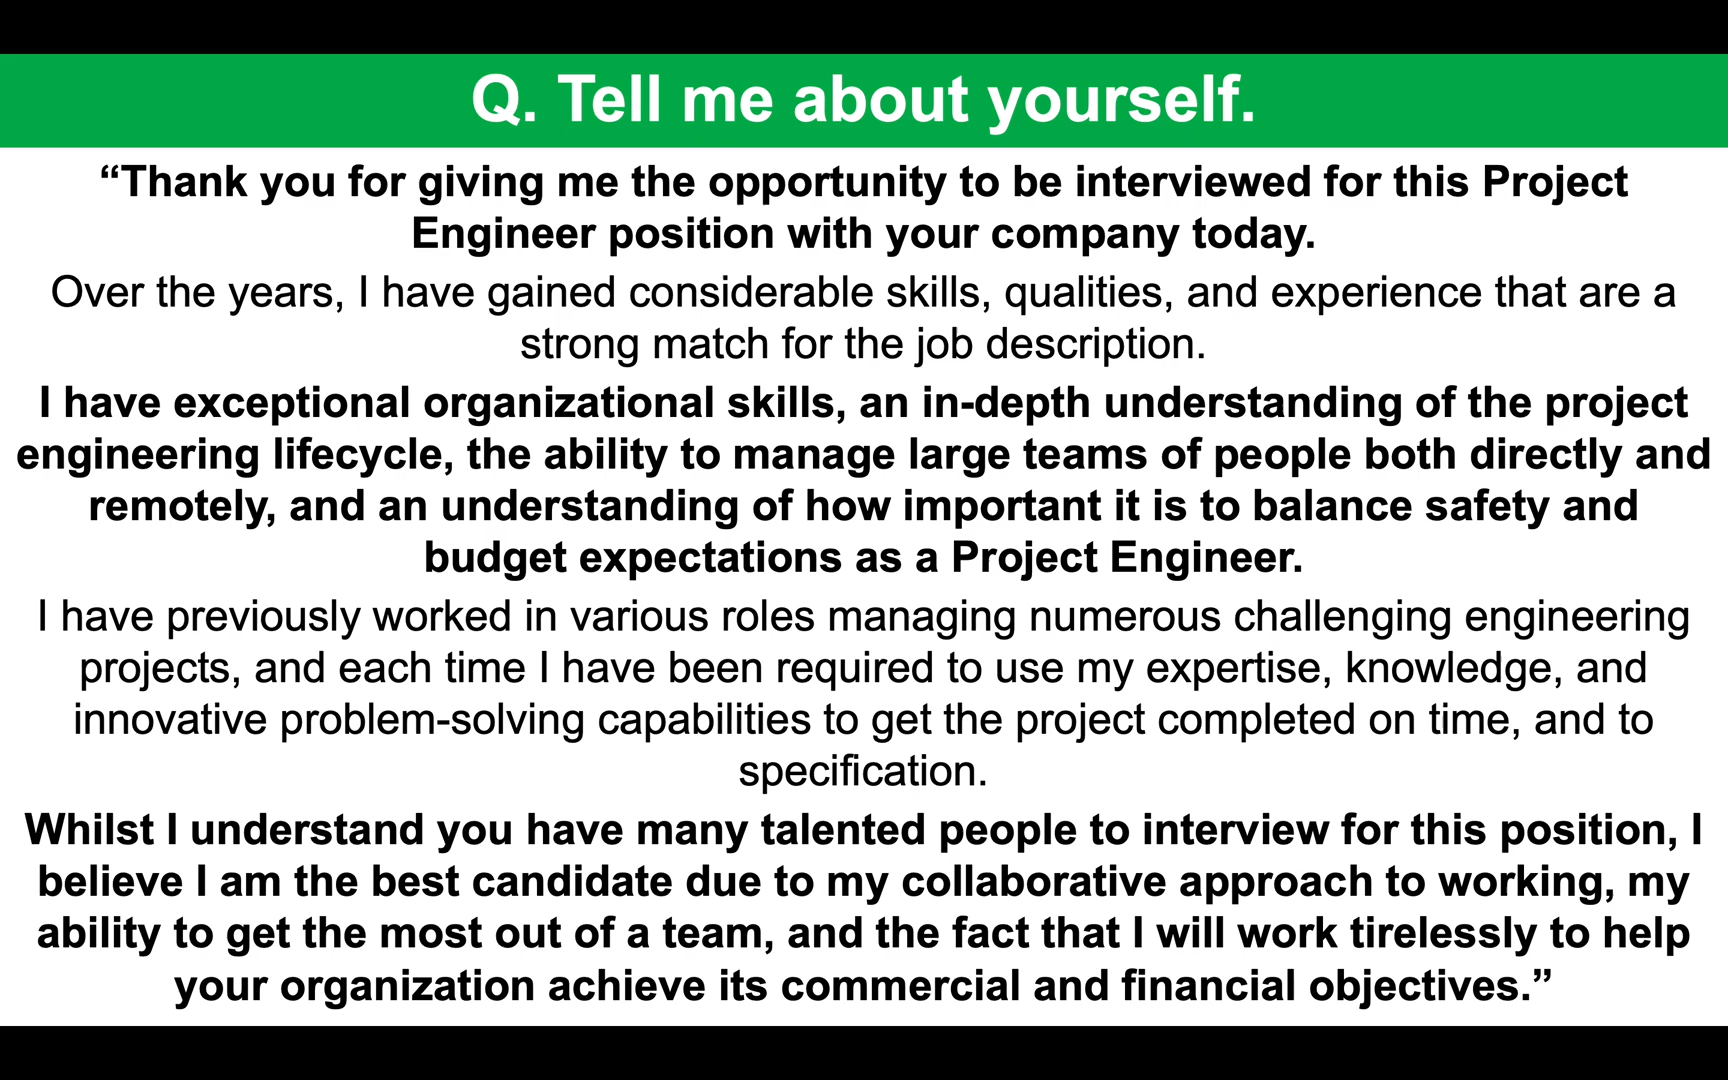 Q. Tell me about yourself.
“Thank you for giving me the opportunity to be interviewed for this Project
Engineer position with your company today.
Over the years, I have gained considerable skills, qualities, and experience that are a
strong match for the job description.
I have exceptional organizational skills, an in-depth understanding of the project
engineering lifecycle, the ability to manage large teams of people both directly and
remotely, and an understanding of how important it is to balance safety and
budget expectations as a Project Engineer.
I have previously worked in various roles managing numerous challenging engineering
projects, and each time I have been required to use my expertise, knowledge, and
innovative problem-solving capabilities to get the project completed on time, and to
specification.
Whilst I understand you have many talented people to interview for this position, I
believe I am the best candidate due to my collaborative approach to working, my
ability to get the most out of a team, and the fact that I will work tirelessly to help
your organization achieve its commercial and financial objectives.”